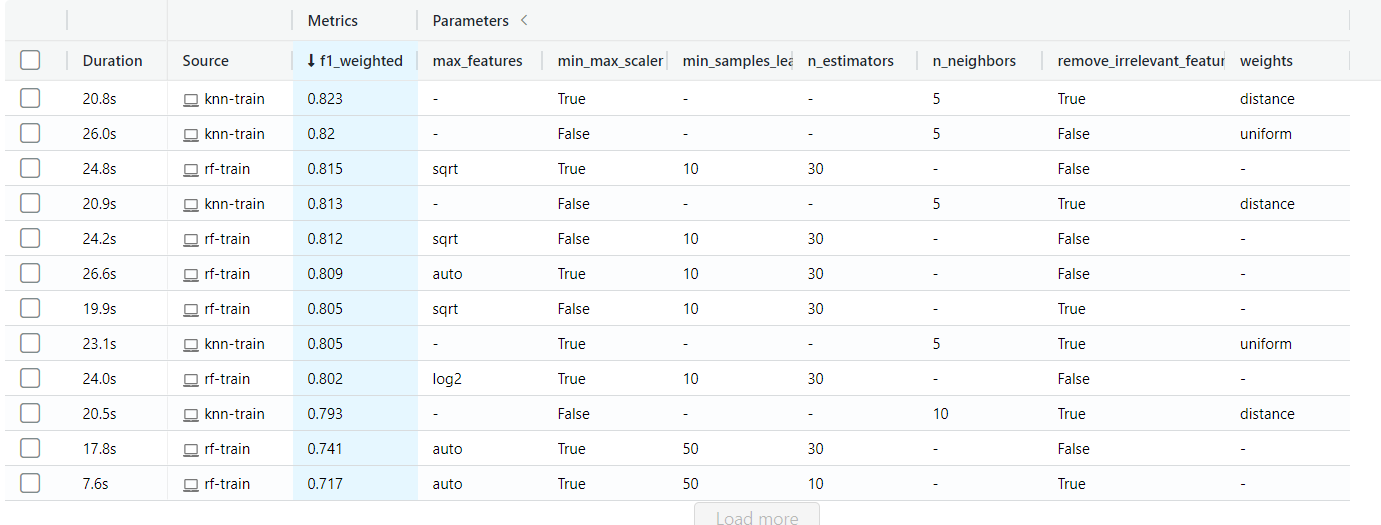 Metrics Parameters
Duration Source f1_weighted max_features min_max_scaler min_samples_lea n_estimators n_neighbors remove_irrelevant_featur weights
20.8s knn-train 0.823 - True - - 5 True distance
26.0s knn-train 0.82 - False - - 5 False uniform
24.8s rf-train 0.815 sqrt True 10 30 - False -
20.9s knn-train 0.813 - False - - 5 True distance
24.2s rf-train 0.812 sqrt False 10 30 - False -
26.6s rf-train 0.809 auto True 10 30 - False -
19.9s rf-train 0.805 sqrt False 10 30 - True -
23.1s knn-train 0.805 - True - - 5 True uniform
24.0s rf-train 0.802 log2 True 10 30 - False -
20.5s knn-train 0.793 - False - - 10 True distance
17.8s rf-train 0.741 auto True 50 30 - False -
7.6s rf-train 0.717 auto True 50 10 - True -
Load more